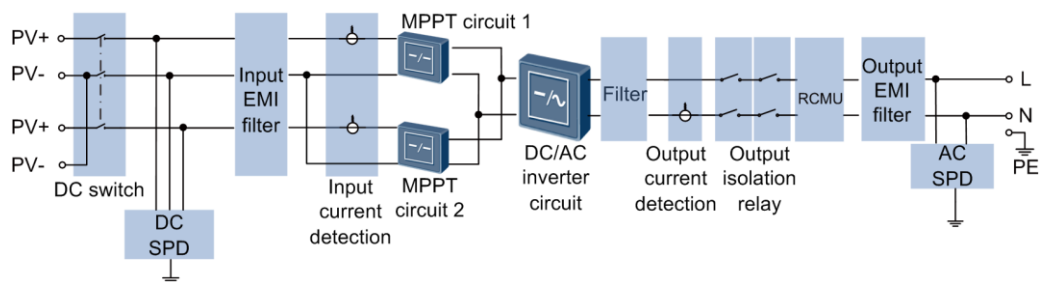 PV+
PV-
PV+
PV-
DC switch
DC
SPD
Input
EMI
filter
Input
current
detection
MPPT circuit 1
MPPT
circuit 2
DC/AC
inverter
circuit
Filter
Output
current
detection
Output
isolation
relay
RCMU
Output
EMI
filter
AC
SPD
L
N
PE